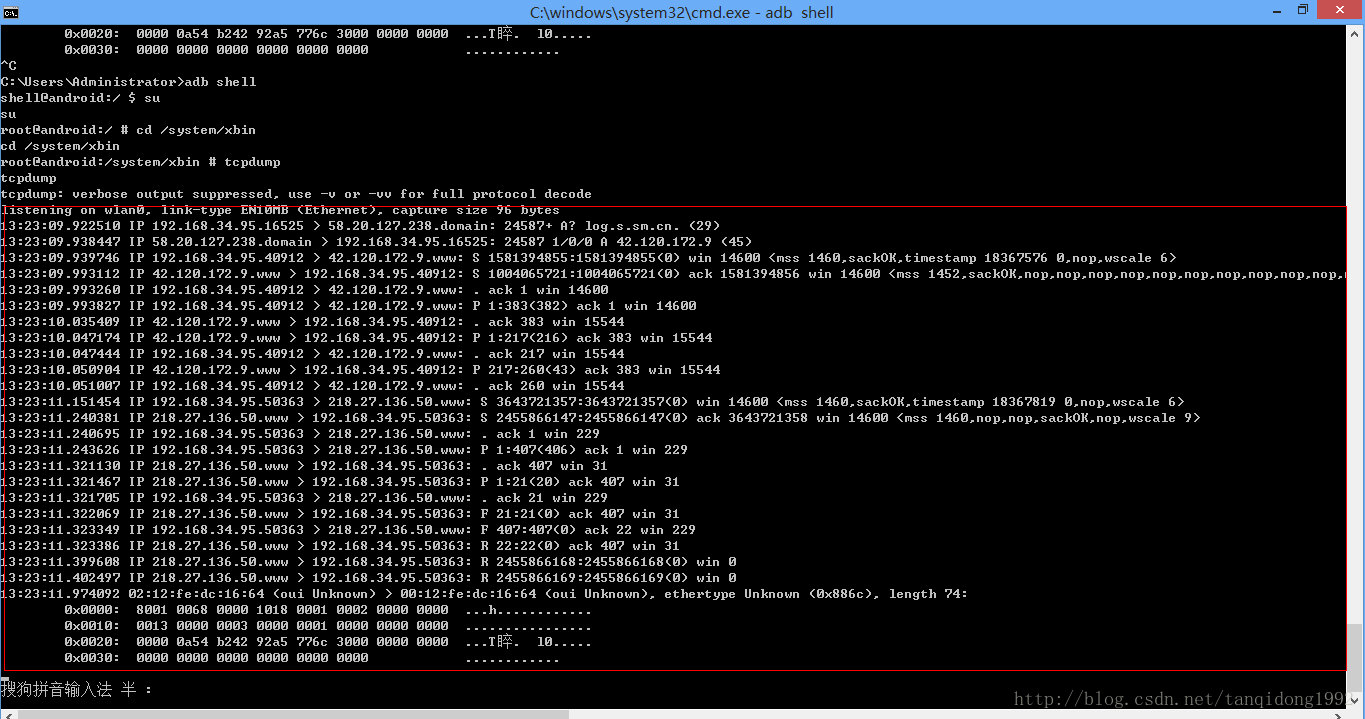 C:\windows\system32\cmd.exe - adb shell
0x0020: 0000 0a54 b242 92a5 776c 3000 0000 0000 ...T睟. l0.....
0x0030: 0000 0000 0000 0000 0000 0000 ............
^C
C:\Users\Administrator>adb shell
shell@android:/ $ su
su
root@android:/ # cd /system/xbin
cd /system/xbin
root@android:/system/xbin # tcpdump
tcpdump
tcpdump: verbose output suppressed, use -v or -vv for full protocol decode
listening on wlan0, link-type EN10MB (Ethernet), capture size 96 bytes
13:23:09.922510 IP 192.168.34.95.16525 > 58.20.127.238.domain: 24587+ A? log.s.sm.cn. (29)
13:23:09.938447 IP 58.20.127.238.domain > 192.168.34.95.16525: 24587 1/0/0 A 42.120.172.9 (45)
13:23:09.939746 IP 192.168.34.95.40912 > 42.120.172.9.www: S 1581394855:1581394855(0) win 14600 <mss 1460,sackOK,timestamp 18367576 0,nop,wscale 6>
13:23:09.993112 IP 42.120.172.9.www > 192.168.34.95.40912: S 1004065721:1004065721(0) ack 1581394856 win 14600 <mss 1452,sackOK,nop,nop,nop,nop,nop,nop,nop,nop,nop,nop,nop,
13:23:09.993260 IP 192.168.34.95.40912 > 42.120.172.9.www: . ack 1 win 14600
13:23:09.993827 IP 192.168.34.95.40912 > 42.120.172.9.www: P 1:383(382) ack 1 win 14600
13:23:10.035409 IP 42.120.172.9.www > 192.168.34.95.40912: . ack 383 win 15544
13:23:10.047174 IP 42.120.172.9.www > 192.168.34.95.40912: P 1:217(216) ack 383 win 15544
13:23:10.047444 IP 192.168.34.95.40912 > 42.120.172.9.www: . ack 217 win 15544
13:23:10.050904 IP 42.120.172.9.www > 192.168.34.95.40912: P 217:260(43) ack 383 win 15544
13:23:10.051007 IP 192.168.34.95.40912 > 42.120.172.9.www: . ack 260 win 15544
13:23:11.151454 IP 192.168.34.95.50363 > 218.27.136.50.www: S 3643721357:3643721357(0) win 14600 <mss 1460,sackOK,timestamp 18367819 0,nop,wscale 6>
13:23:11.240381 IP 218.27.136.50.www > 192.168.34.95.50363: S 2455866147:2455866147(0) ack 3643721358 win 14600 <mss 1460,nop,nop,sackOK,nop,wscale 9>
13:23:11.240695 IP 192.168.34.95.50363 > 218.27.136.50.www: . ack 1 win 229
13:23:11.243626 IP 192.168.34.95.50363 > 218.27.136.50.www: P 1:407(406) ack 1 win 229
13:23:11.321130 IP 218.27.136.50.www > 192.168.34.95.50363: . ack 407 win 31
13:23:11.321467 IP 218.27.136.50.www > 192.168.34.95.50363: P 1:21(20) ack 407 win 31
13:23:11.321705 IP 192.168.34.95.50363 > 218.27.136.50.www: . ack 21 win 229
13:23:11.322069 IP 218.27.136.50.www > 192.168.34.95.50363: F 21:21(0) ack 407 win 31
13:23:11.323349 IP 192.168.34.95.50363 > 218.27.136.50.www: F 407:407(0) ack 22 win 229
13:23:11.323386 IP 218.27.136.50.www > 192.168.34.95.50363: R 22:22(0) ack 407 win 31
13:23:11.399608 IP 218.27.136.50.www > 192.168.34.95.50363: R 2455866168:2455866168(0) win 0
13:23:11.402497 IP 218.27.136.50.www > 192.168.34.95.50363: R 2455866169:2455866169(0) win 0
13:23:11.974092 02:12:fe:dc:16:64 (oui Unknown) > 00:12:fe:dc:16:64 (oui Unknown), ethertype Unknown (0x886c), length 74:
0x0000: 8001 0068 0000 1018 0001 0002 0000 0000 ...h............
0x0010: 0013 0000 0003 0000 0001 0000 0000 0000 ................
0x0020: 0000 0a54 b242 92a5 776c 3000 0000 0000 ...T睟. l0.....
0x0030: 0000 0000 0000 0000 0000 0000 ............
搜狗拼音输入法 半 :
http://blog.csdn.net/tanqidong1992